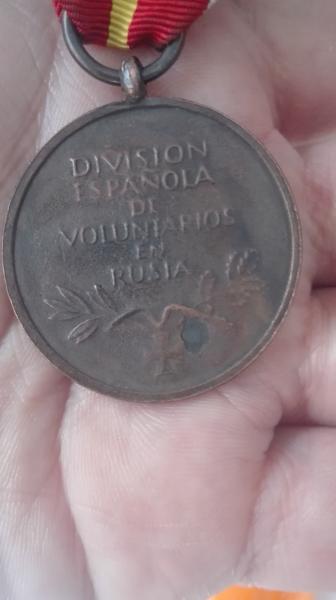 DIVISION
ESPAÑOLA
DE
VOLUNTARIOS
EN
RUSIA